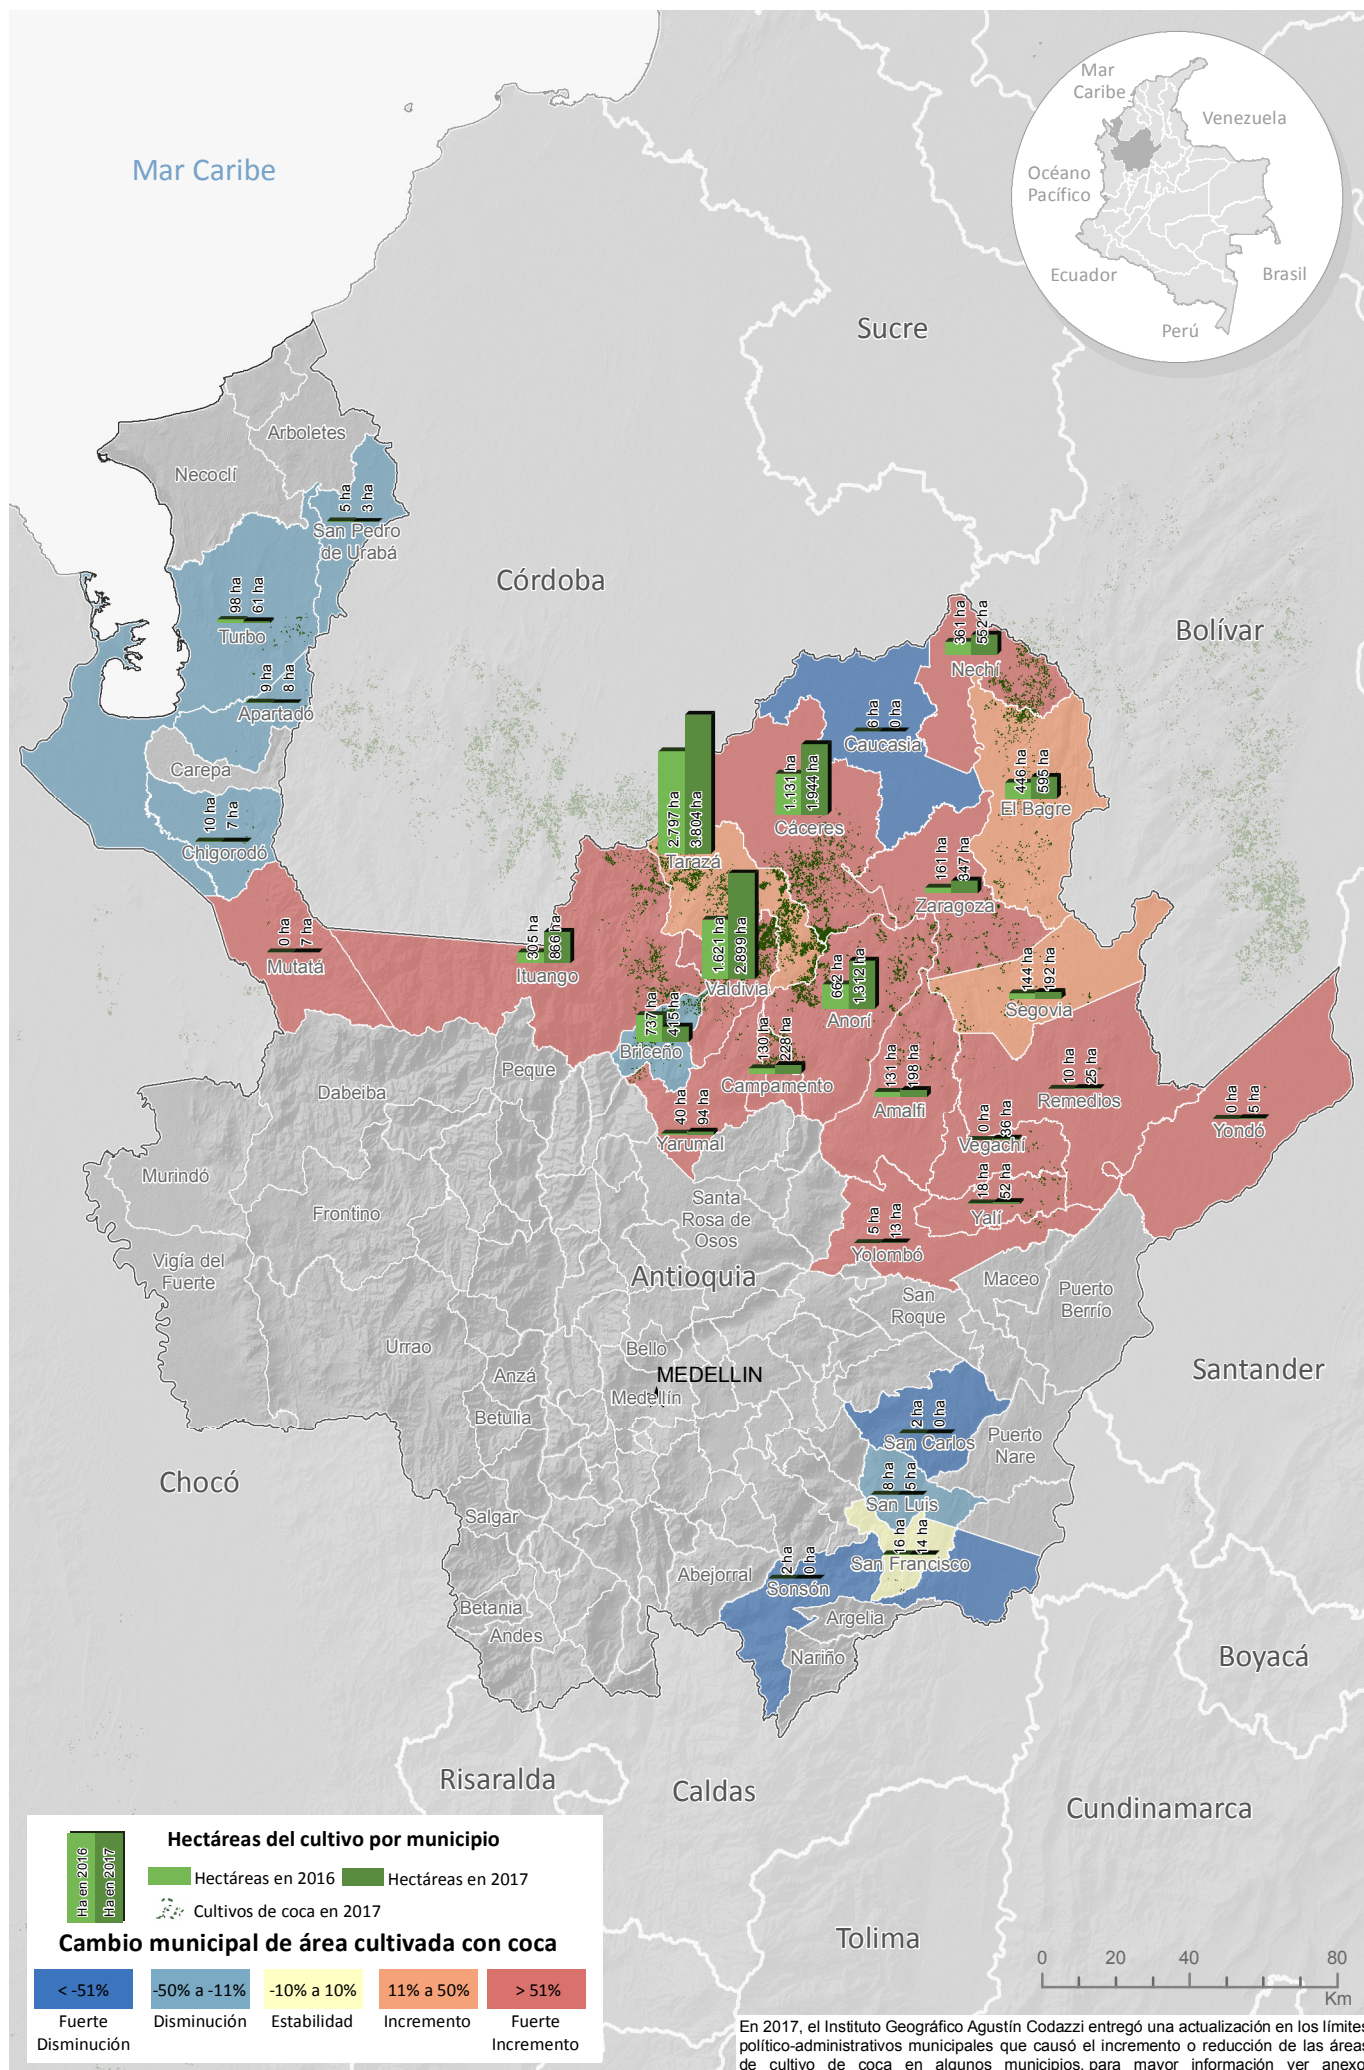 Mar
Caribe
Venezuela
Océano
Pacífico
Ecuador
Brasil
Perú
Mar Caribe
Sucre
Arboletes
Necoclí
5 ha
3 ha
San Pedro
de Urabá
Córdoba
98 ha
61 ha
Turbo
Bolívar
361 ha
552 ha
Nechí
9 ha
8 ha
Apartadó
6 ha
0 ha
Caucasia
Carepa
2.797 ha
3.804 ha
Tarazá
1.131 ha
1.944 ha
Cáceres
446 ha
595 ha
El Bagre
10 ha
7 ha
Chigorodó
161 ha
347 ha
Zaragoza
0 ha
7 ha
Mutatá
305 ha
866 ha
Ituango
1.621 ha
2.899 ha
Valdivia
662 ha
1.312 ha
Anorí
144 ha
192 ha
Segovia
737 ha
415 ha
Briceño
130 ha
228 ha
Campamento
131 ha
198 ha
Amalfi
10 ha
25 ha
Remedios
0 ha
5 ha
Yondó
Peque
Dabeiba
40 ha
94 ha
Yarumal
0 ha
36 ha
Vegachí
Murindó
Santa
Rosa de
Osos
18 ha
52 ha
Yalí
Frontino
5 ha
13 ha
Yolombó
Vigía del
Fuerte
Antioquia
Maceo
Puerto
Berrío
San
Roque
Urrao
Bello
Anzá
MEDELLIN
Medellín
Santander
Betulia
2 ha
0 ha
San Carlos
Puerto
Nare
Chocó
8 ha
5 ha
San Luis
Salgar
16 ha
14 ha
San Francisco
Abejorral
2 ha
0 ha
Sonsón
Betania
Andes
Argelia
Nariño
Boyacá
Risaralda
Caldas
Cundinamarca
Tolima
Hectáreas del cultivo por municipio
Ha en 2016
Ha en 2017
Hectáreas en 2016
Hectáreas en 2017
Cultivos de coca en 2017
Cambio municipal de área cultivada con coca
< -51%
-50% a -11%
-10% a 10%
11% a 50%
> 51%
Fuerte
Disminución
Disminución
Estabilidad
Incremento
Fuerte
Incremento
0 20 40 80
Km
En 2017, el Instituto Geográfico Agustín Codazzi entregó una actualización en los límites
político-administrativos municipales que causó el incremento o reducción de las áreas
de cultivo de coca en algunos municipios, para mayor información ver anexo